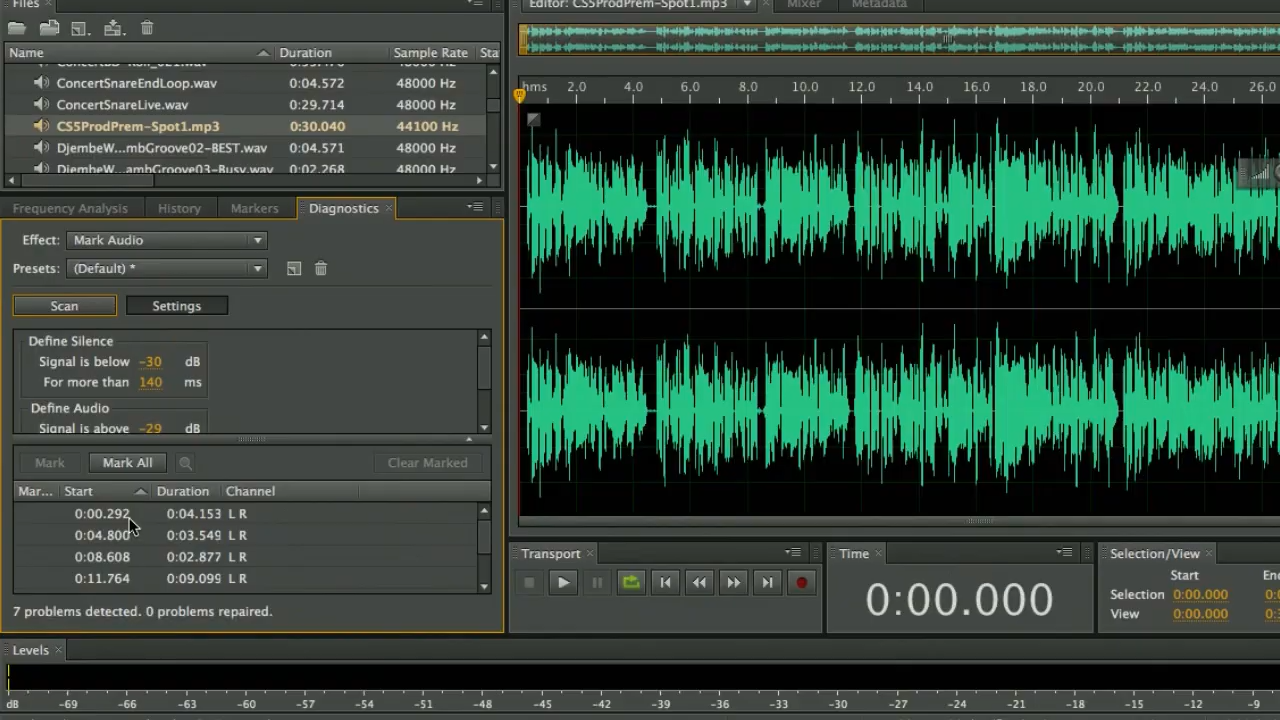 Files
Editor: CS5ProdPrem-Spot1.mp3 Mixer Metadata
Name Duration Sample Rate Sta
ConcertSnareEndLoop.wav 0:04.572 48000 Hz
ConcertSnareLive.wav 0:29.714 48000 Hz
CS5ProdPrem-Spot1.mp3 0:30.040 44100 Hz
DjembeW...mbGroove02-BEST.wav 0:04.571 48000 Hz
DjembeW...ambGroove03-Busy.wav 0:02.268 48000 Hz
hms 2.0 4.0 6.0 8.0 10.0 12.0 14.0 16.0 18.0 20.0 22.0 24.0 26.0
Frequency Analysis History Markers Diagnostics
Effect: Mark Audio
Presets: (Default) *
Scan Settings
Define Silence
Signal is below -30 dB
For more than 140 ms
Define Audio
Signal is above -29 dB
Mark Mark All Clear Marked
Mar... Start Duration Channel
0:00.292 0:04.153 L R
0:04.800 0:03.549 L R
0:08.608 0:02.877 L R
0:11.764 0:09.099 L R
7 problems detected. 0 problems repaired.
Transport Time Selection/View
0:00.000
Start En
Selection 0:00.000 0:
View 0:00.000 0:
Levels
dB -69 -66 -63 -60 -57 -54 -51 -48 -45 -42 -39 -36 -33 -30 -27 -24 -21 -18 -15 -12 -9